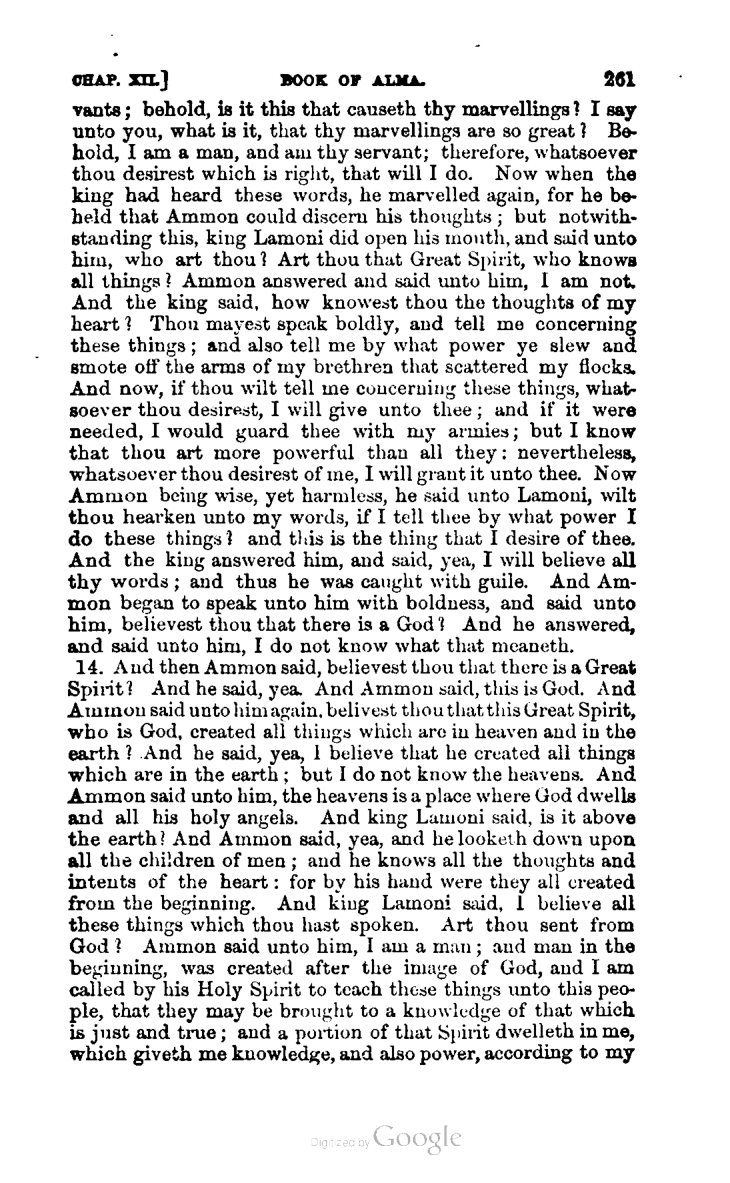 CHAP. XII.] BOOK OF ALMA. 261
vants; behold, is it this that causeth thy marvellings? I say
unto you, what is it, that thy marvellings are so great? Be-
hold, I am a man, and am thy servant; therefore, whatsoever
thou desirest which is right, that will I do. Now when the
king had heard these words, he marvelled again, for he be-
held that Ammon could discern his thoughts; but notwith-
standing this, king Lamoni did open his mouth, and said unto
him, who art thou? Art thou that Great Spirit, who knows
all things? Ammon answered and said unto him, I am not.
And the king said, how knowest thou the thoughts of my
heart? Thou mayest speak boldly, and tell me concerning
these things; and also tell me by what power ye slew and
smote off the arms of my brethren that scattered my flocks.
And now, if thou wilt tell me concerning these things, what-
soever thou desirest, I will give unto thee; and if it were
needed, I would guard thee with my armies; but I know
that thou art more powerful than all they: nevertheless,
whatsoever thou desirest of me, I will grant it unto thee. Now
Ammon being wise, yet harmless, he said unto Lamoni, wilt
thou hearken unto my words, if I tell thee by what power I
do these things? and this is the thing that I desire of thee.
And the king answered him, and said, yea, I will believe all
thy words; and thus he was caught with guile. And Am-
mon began to speak unto him with boldness, and said unto
him, believest thou that there is a God? And he answered,
and said unto him, I do not know what that meaneth.
14. And then Ammon said, believest thou that there is a Great
Spirit? And he said, yea. And Ammon said, this is God. And
Ammon said unto him again, belivest thou that this Great Spirit,
who is God, created all things which are in heaven and in the
earth? And he said, yea, I believe that he created all things
which are in the earth; but I do not know the heavens. And
Ammon said unto him, the heavens is a place where God dwells
and all his holy angels. And king Lamoni said, is it above
the earth? And Ammon said, yea, and he looketh down upon
all the children of men; and he knows all the thoughts and
intents of the heart: for by his hand were they all created
from the beginning. And king Lamoni said, I believe all
these things which thou hast spoken. Art thou sent from
God? Ammon said unto him, I am a man; and man in the
beginning, was created after the image of God, and I am
called by his Holy Spirit to teach these things unto this peo-
ple, that they may be brought to a knowledge of that which
is just and true; and a portion of that Spirit dwelleth in me,
which giveth me knowledge, and also power, according to my
Digitized by Google